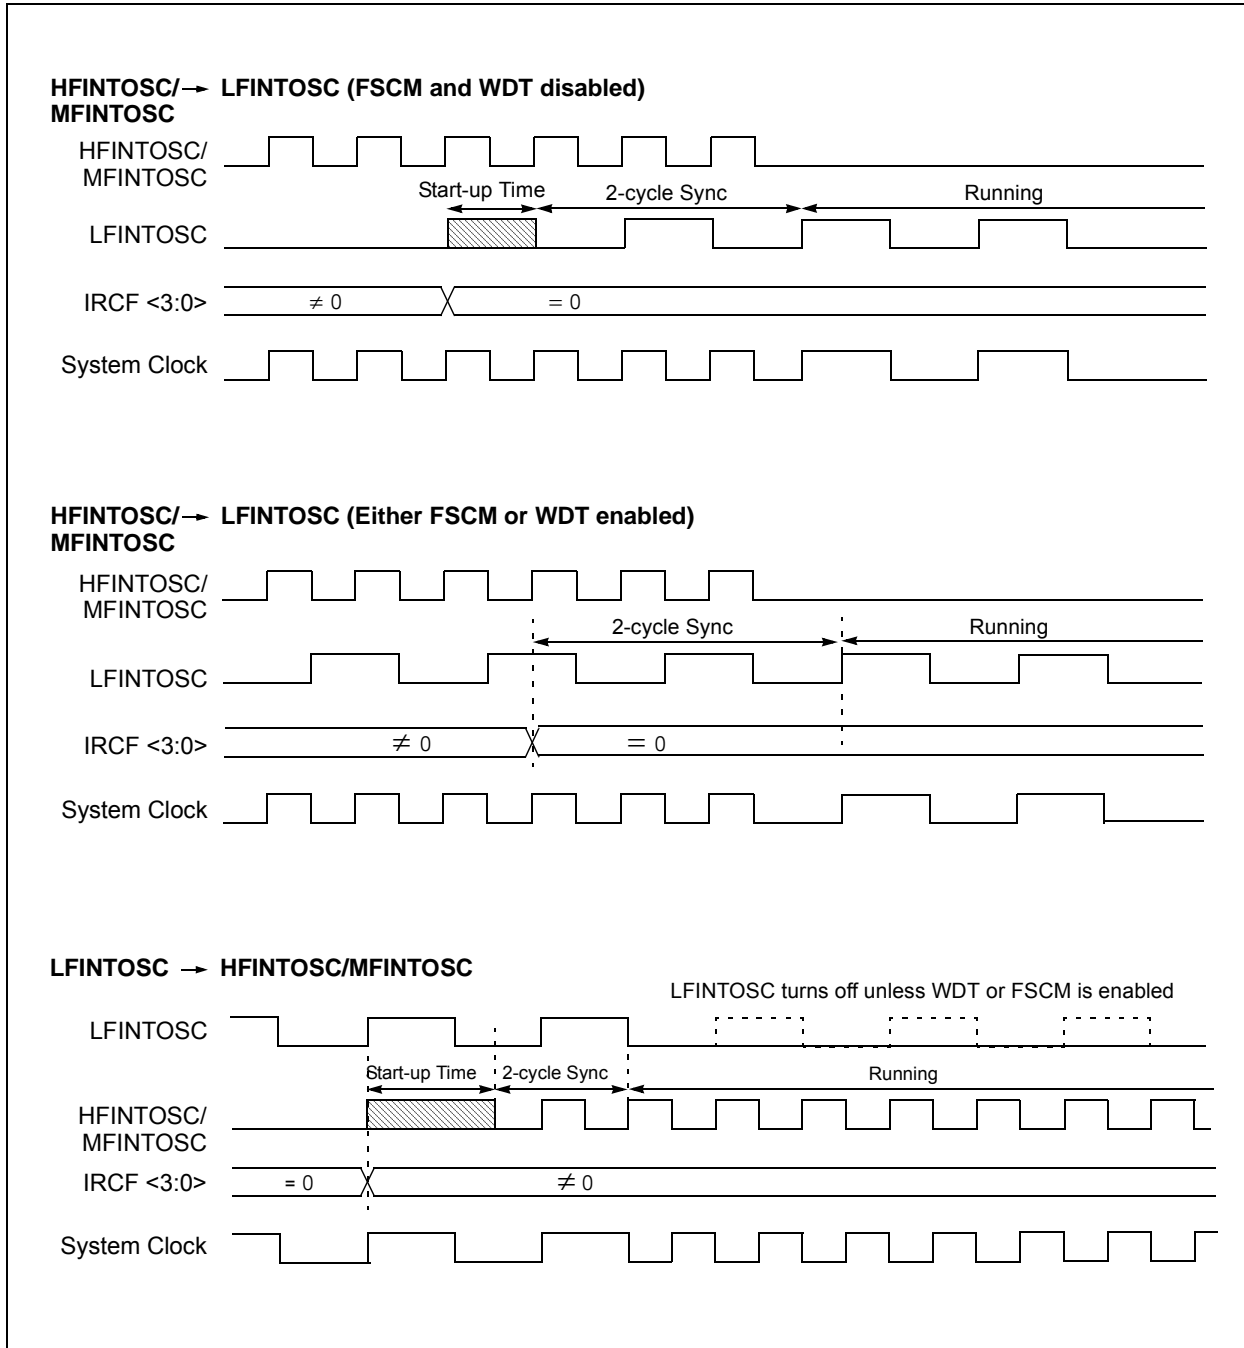 HFINTOSC/→ LFINTOSC (FSCM and WDT disabled)
MFINTOSC
HFINTOSC/
MFINTOSC
Start-up Time 2-cycle Sync Running
LFINTOSC
IRCF <3:0> ≠ 0 = 0
System Clock
HFINTOSC/→ LFINTOSC (Either FSCM or WDT enabled)
MFINTOSC
HFINTOSC/
MFINTOSC
2-cycle Sync Running
LFINTOSC
IRCF <3:0> ≠ 0 = 0
System Clock
LFINTOSC → HFINTOSC/MFINTOSC
LFINTOSC turns off unless WDT or FSCM is enabled
LFINTOSC
Start-up Time 2-cycle Sync Running
HFINTOSC/
MFINTOSC
IRCF <3:0> = 0 ≠ 0
System Clock